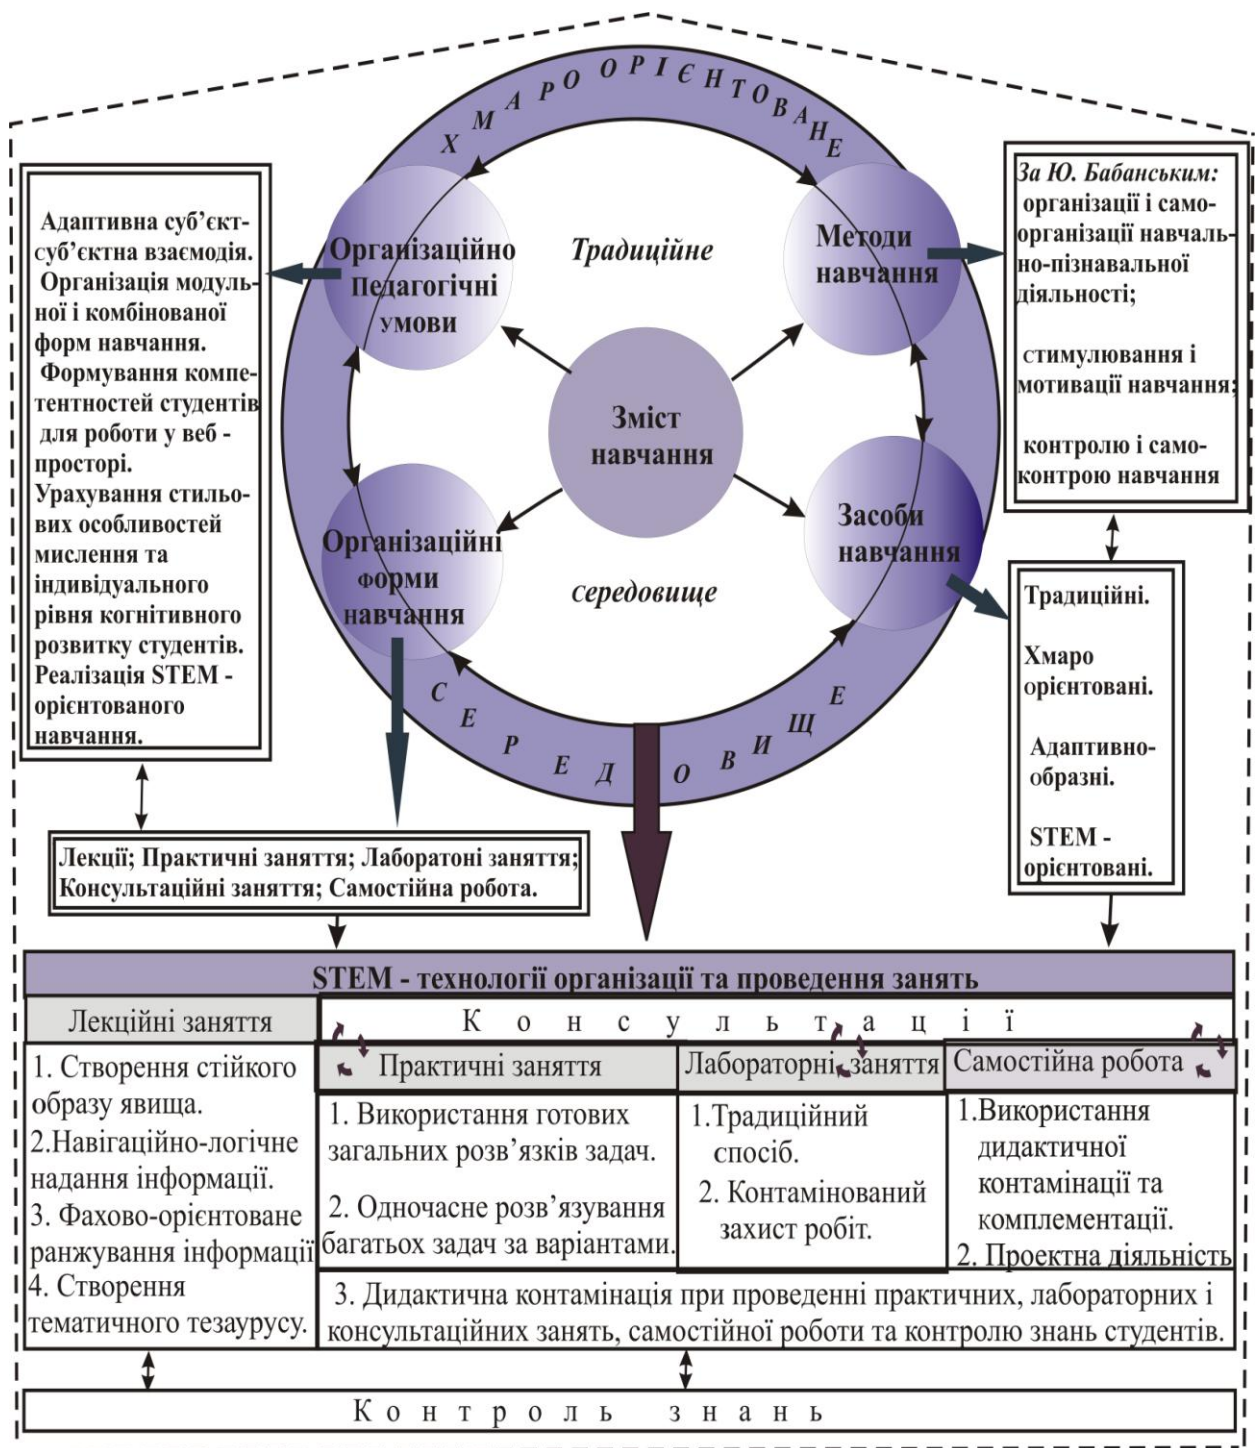 ХМАРО ОРІЄНТОВАНЕ
СЕРЕДОВИЩЕ
Традиційне
середовище
Зміст
навчання
Організаційно
Педагогічні
умови
Методи
навчання
Організаційні
форми
навчання
Засоби
навчання
Адаптивна суб’єкт-
суб’єктна взаємодія.
Організація модуль-
ної і комбінованої
форм навчання.
Формування компе-
тентностей студентів
для роботи у веб -
просторі.
Урахування стильо-
вих особливостей
мислення та
індивідуального
рівня когнітивного
розвитку студентів.
Реалізація STEM -
орієнтованого
навчання.
За Ю. Бабанським:
організації і само-
організації навчаль-
но-пізнавальної
діяльності;
стимулювання і
мотивації навчання;
контролю і само-
контрою навчання
Традиційні.
Хмаро
орієнтовані.
Адаптивно-
образні.
STEM -
орієнтовані.
Лекції; Практичні заняття; Лаборатоні заняття;
Консультаційні заняття; Самостійна робота.
STEM - технології організації та проведення занять
Лекційні заняття
Консультації
Практичні заняття
Лабораторні заняття
Самостійна робота
1. Створення стійкого
образу явища.
2.Навігаційно-логічне
надання інформації.
3. Фахово-орієнтоване
ранжування інформації
4. Створення
тематичного тезаурусу.
1. Використання готових
загальних розв’язків задач.
2. Одночасне розв’язування
багатьох задач за варіантами.
1.Традиційний
спосіб.
2. Контамінований
захист робіт.
1.Використання
дидактичної
контамінації та
комплементації.
2. Проектна діяльність
3. Дидактична контамінація при проведенні практичних, лабораторних і
консультаційних занять, самостійної роботи та контролю знань студентів.
Контроль знань